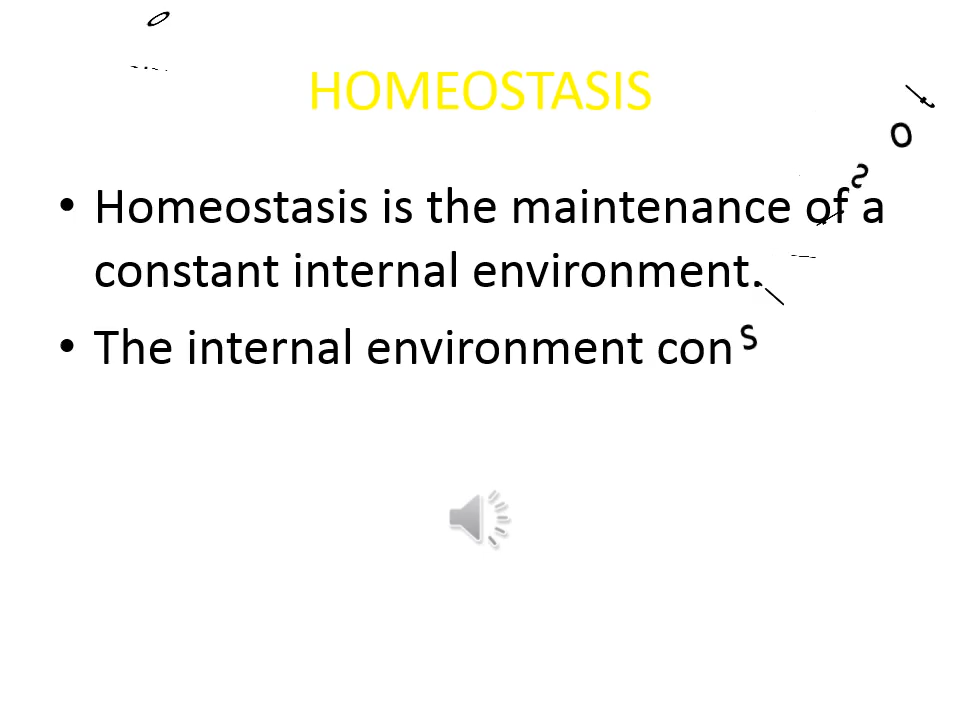 HOMEOSTASIS
• Homeostasis is the maintenance of a
constant internal environment.
• The internal environment con